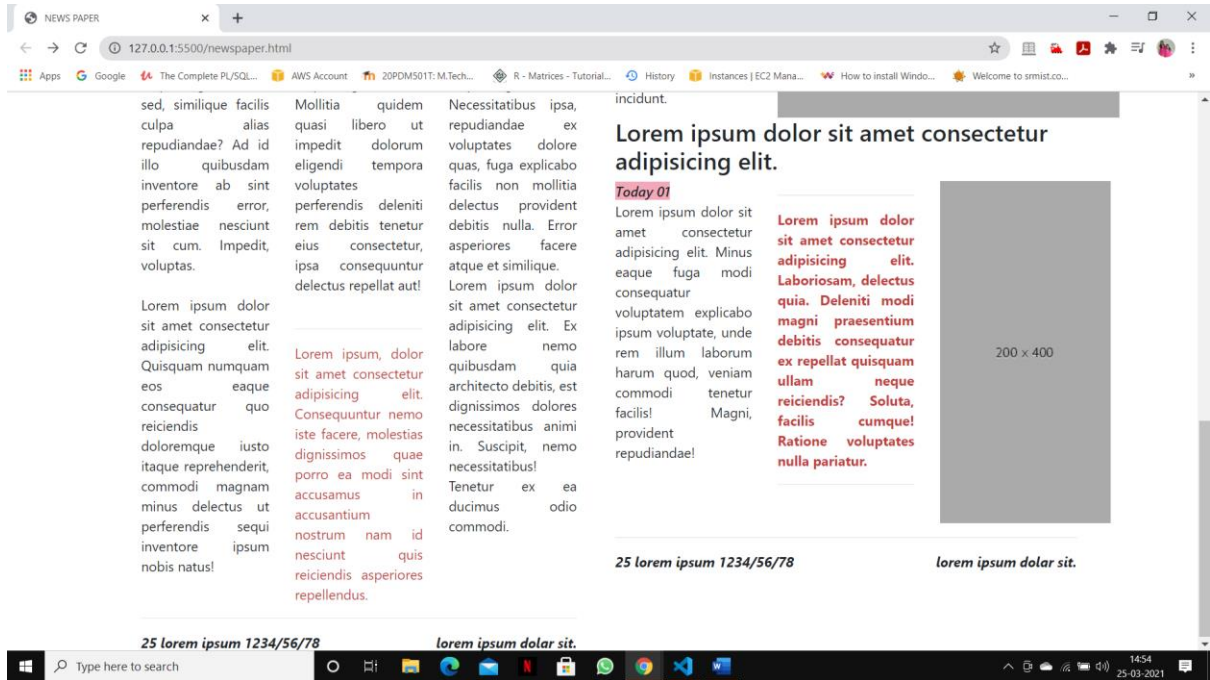 NEWS PAPER
127.0.0.1:5500/newspaper.html
Apps
Google
The Complete PL/SQL...
AWS Account
20PDM501T: M.Tech...
R - Matrices - Tutorial...
History
Instances | EC2 Mana...
How to install Windo...
Welcome to srmist.co...
»
sed, similique facilis
culpa alias
repudiandae? Ad id
illo quibusdam
inventore ab sint
perferendis error,
molestiae nesciunt
sit cum. Impedit,
voluptas.
Lorem ipsum dolor
sit amet consectetur
adipisicing elit.
Quisquam numquam
eos eaque
consequatur quo
reiciendis
doloremque iusto
itaque reprehenderit,
commodi magnam
minus delectus ut
perferendis sequi
inventore ipsum
nobis natus!
Mollitia quidem
quasi libero ut
impedit dolorum
eligendi tempora
voluptates
perferendis deleniti
rem debitis tenetur
eius consectetur,
ipsa consequuntur
delectus repellat aut!
Lorem ipsum, dolor
sit amet consectetur
adipisicing elit.
Consequuntur nemo
iste facere, molestias
dignissimos quae
porro ea modi sint
accusamus in
accusantium
nostrum nam id
nesciunt quis
reiciendis asperiores
repellendus.
Necessitatibus ipsa,
repudiandae ex
voluptates dolore
quas, fuga explicabo
facilis non mollitia
delectus provident
debitis nulla. Error
asperiores facere
atque et similique.
Lorem ipsum dolor
sit amet consectetur
adipisicing elit. Ex
labore nemo
quibusdam quia
architecto debitis, est
dignissimos dolores
necessitatibus animi
in. Suscipit, nemo
necessitatibus!
Tenetur ex ea
ducimus odio
commodi.
25 lorem ipsum 1234/56/78
lorem ipsum dolar sit.
incidunt.
Lorem ipsum dolor sit amet consectetur
adipisicing elit.
Today 01
Lorem ipsum dolor sit
amet consectetur
adipisicing elit. Minus
eaque fuga modi
consequatur
voluptatem explicabo
ipsum voluptate, unde
rem illum laborum
harum quod, veniam
commodi tenetur
facilis! Magni,
provident
repudiandae!
Lorem ipsum dolor
sit amet consectetur
adipisicing elit.
Laboriosam, delectus
quia. Deleniti modi
magni praesentium
debitis consequatur
ex repellat quisquam
ullam neque
reiciendis? Soluta,
facilis cumque!
Ratione voluptates
nulla pariatur.
200 × 400
25 lorem ipsum 1234/56/78
lorem ipsum dolar sit.
Type here to search
14:54
25-03-2021